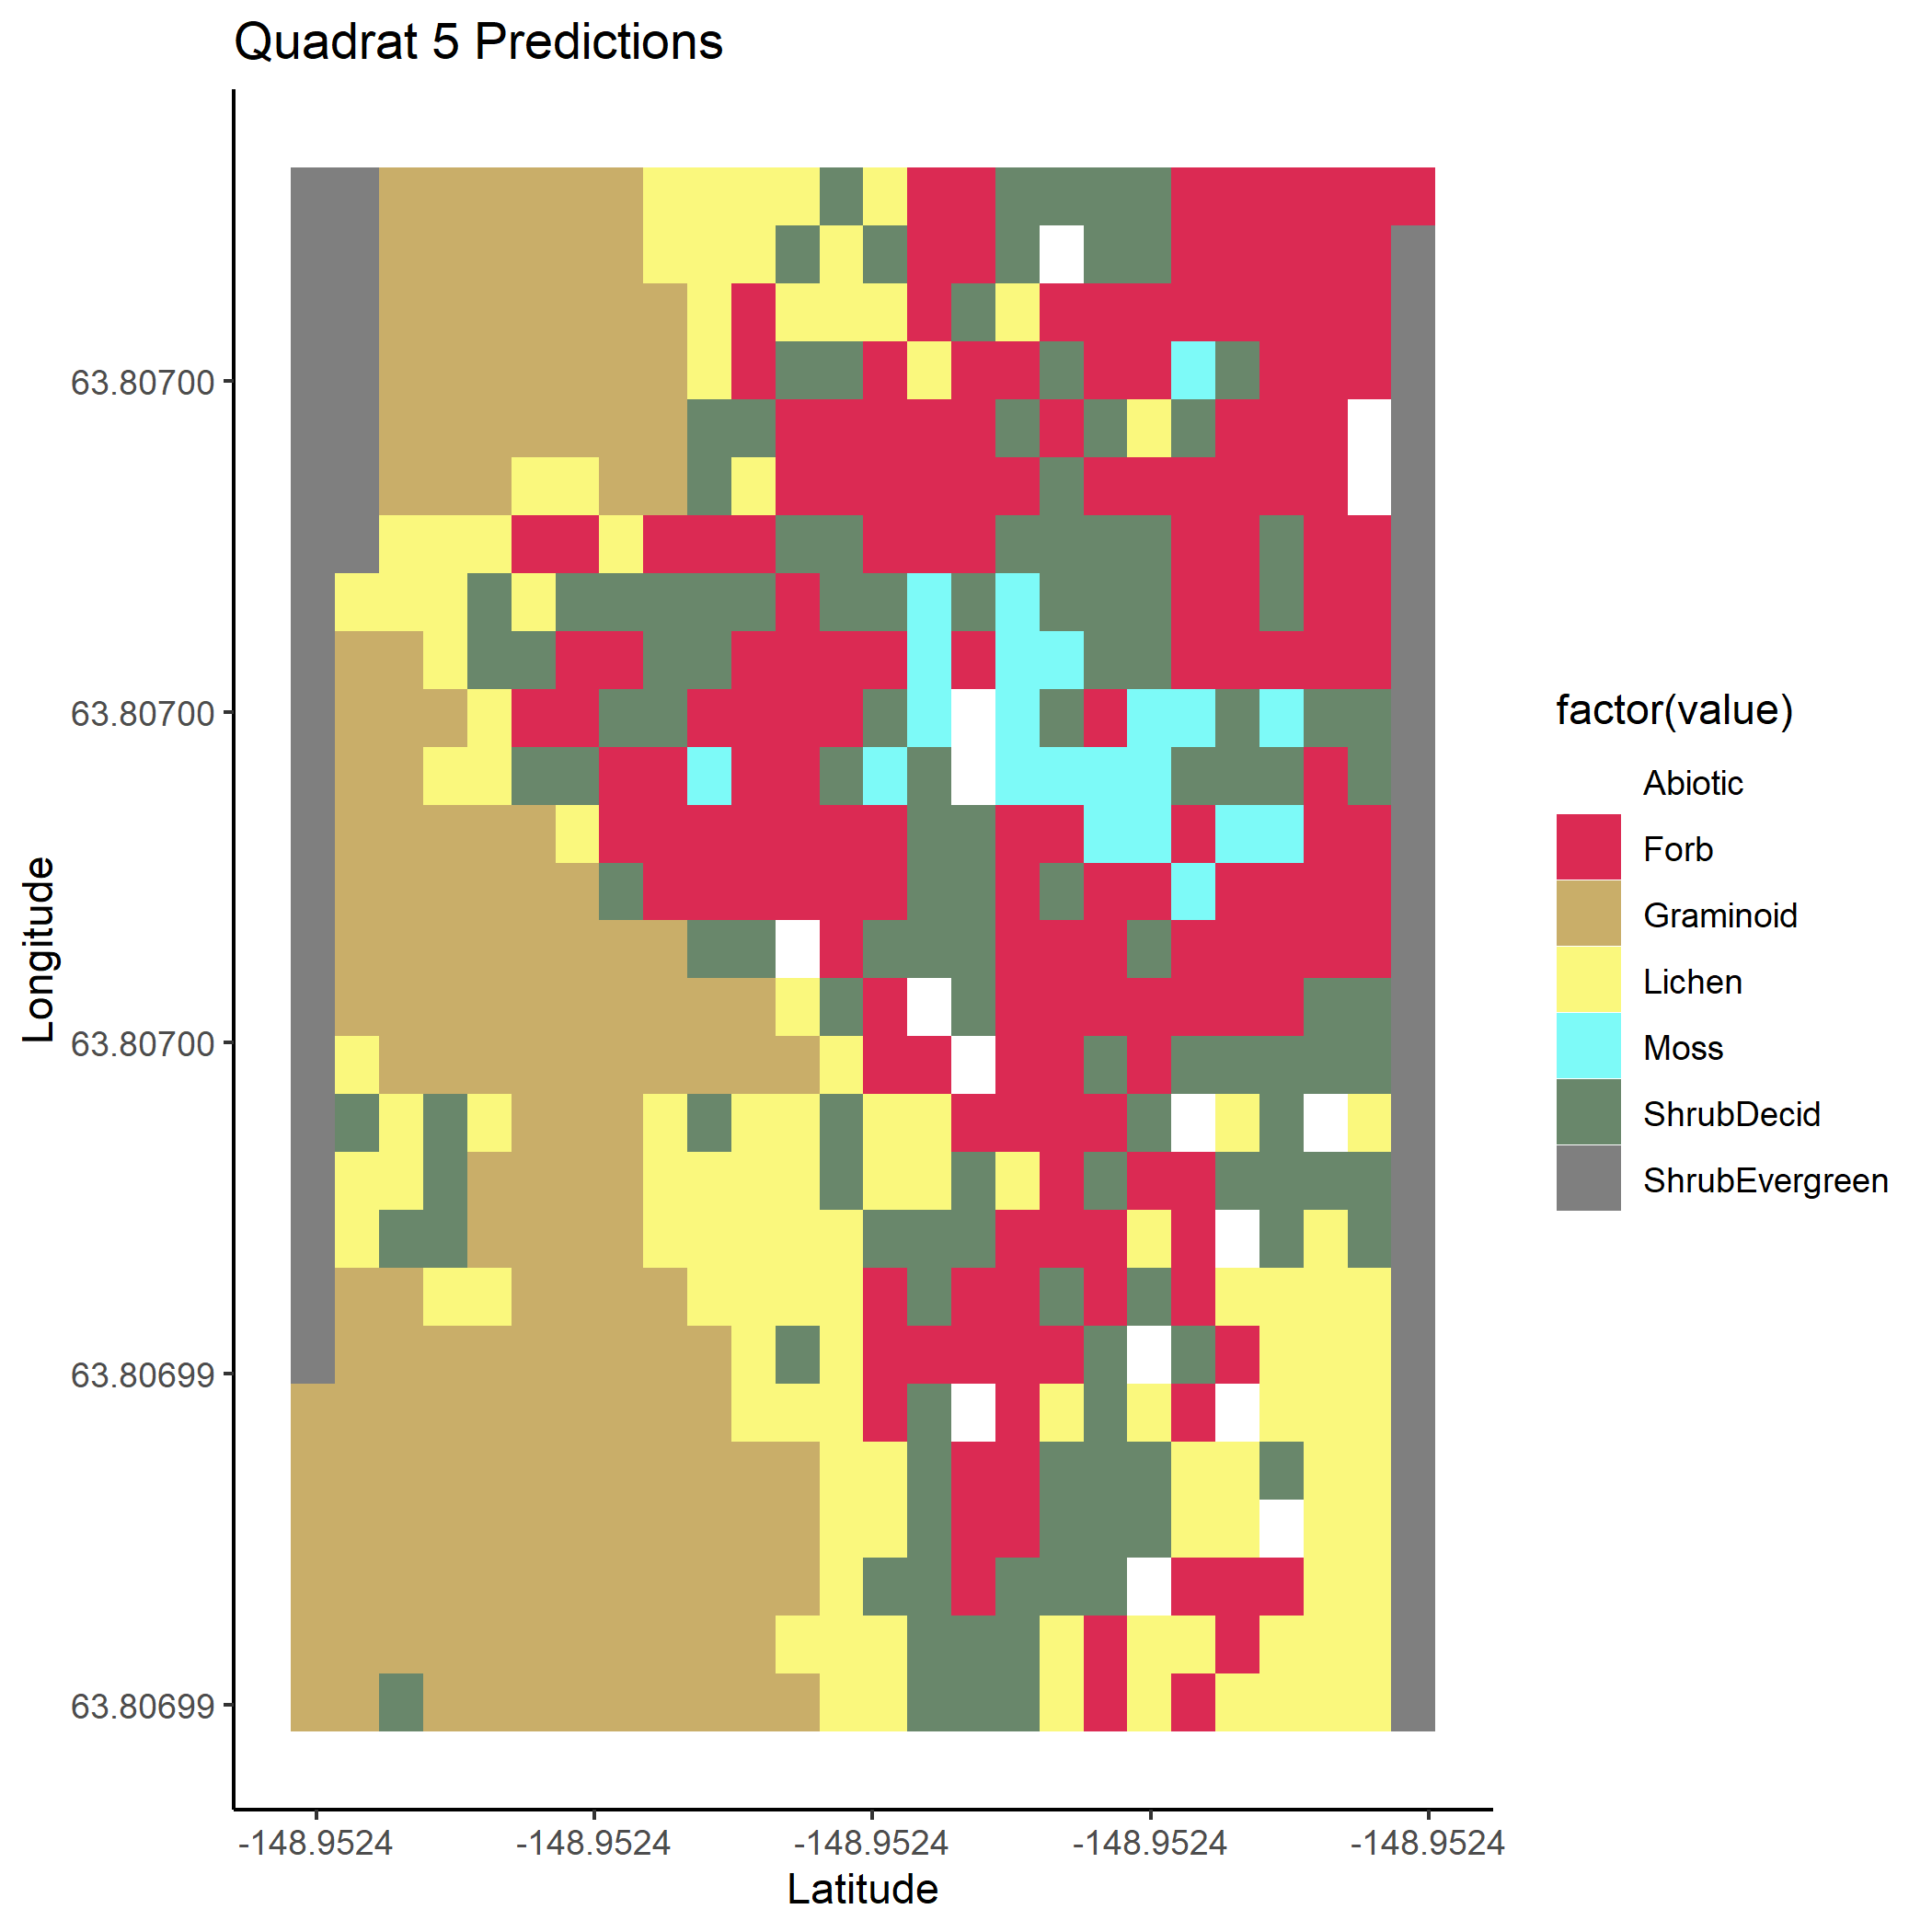 Quadrat 5 Predictions
63.80700
63.80700
63.80700
63.80699
63.80699
Longitude
-148.9524 -148.9524 -148.9524 -148.9524 -148.9524
Latitude
factor(value)
Abiotic
Forb
Graminoid
Lichen
Moss
ShrubDecid
ShrubEvergreen